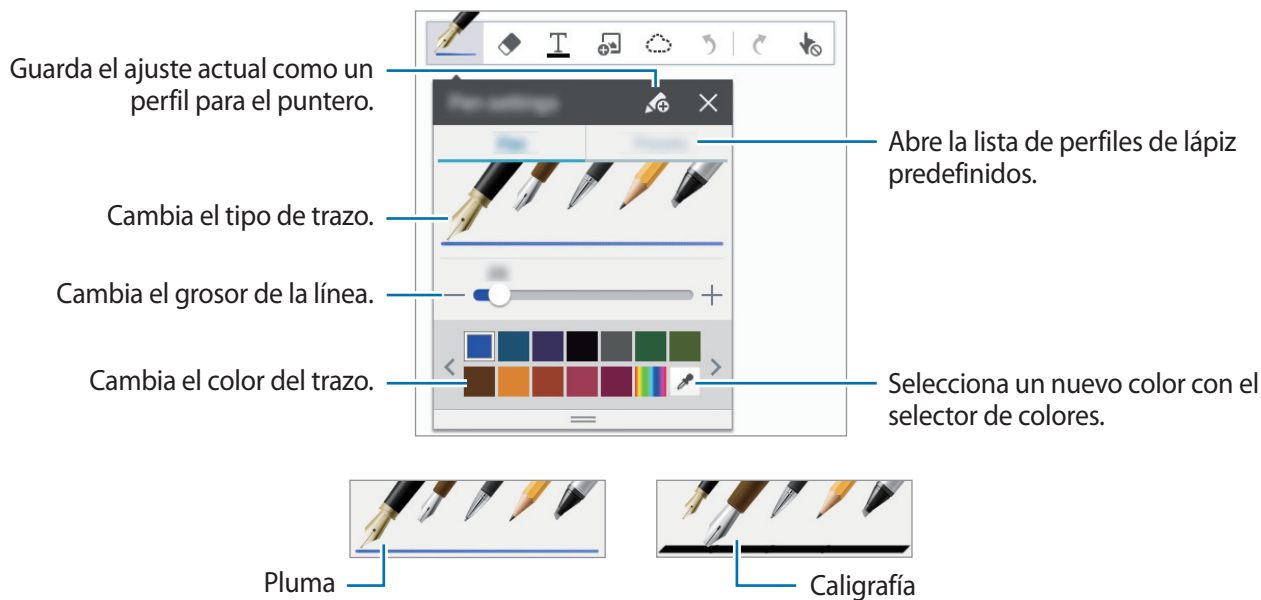 Guarda el ajuste actual como un
perfil para el puntero.
Abre la lista de perfiles de lápiz
predefinidos.
Cambia el tipo de trazo.
Cambia el grosor de la línea.
Cambia el color del trazo.
Selecciona un nuevo color con el
selector de colores.
Pluma
Caligrafía